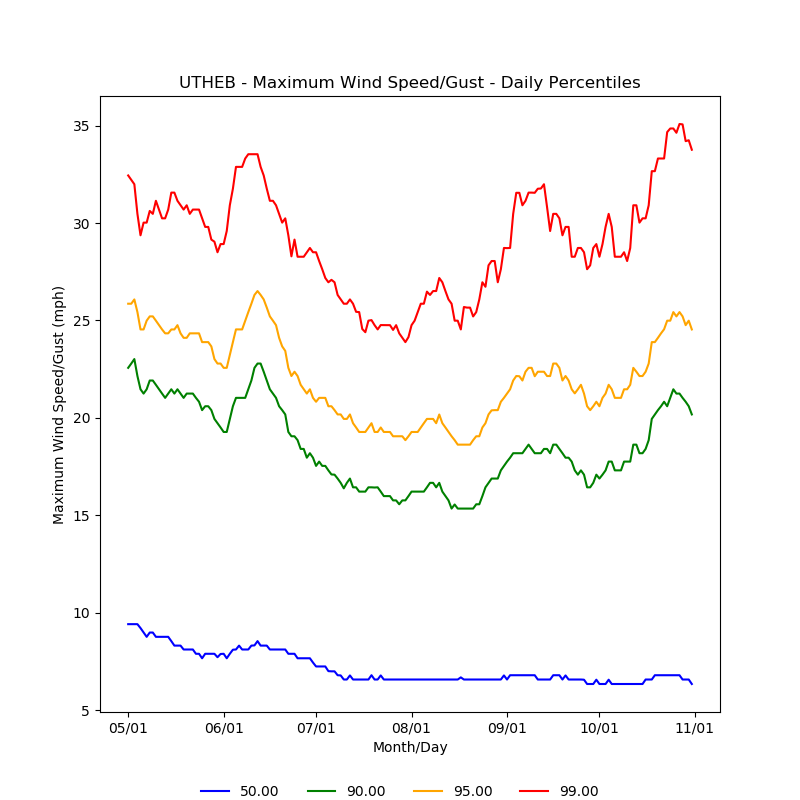 UTHEB - Maximum Wind Speed/Gust - Daily Percentiles
35
30
25
20
15
10
5
Maximum Wind Speed/Gust (mph)
05/01 06/01 07/01 08/01 09/01 10/01 11/01
Month/Day
50.00 90.00 95.00 99.00